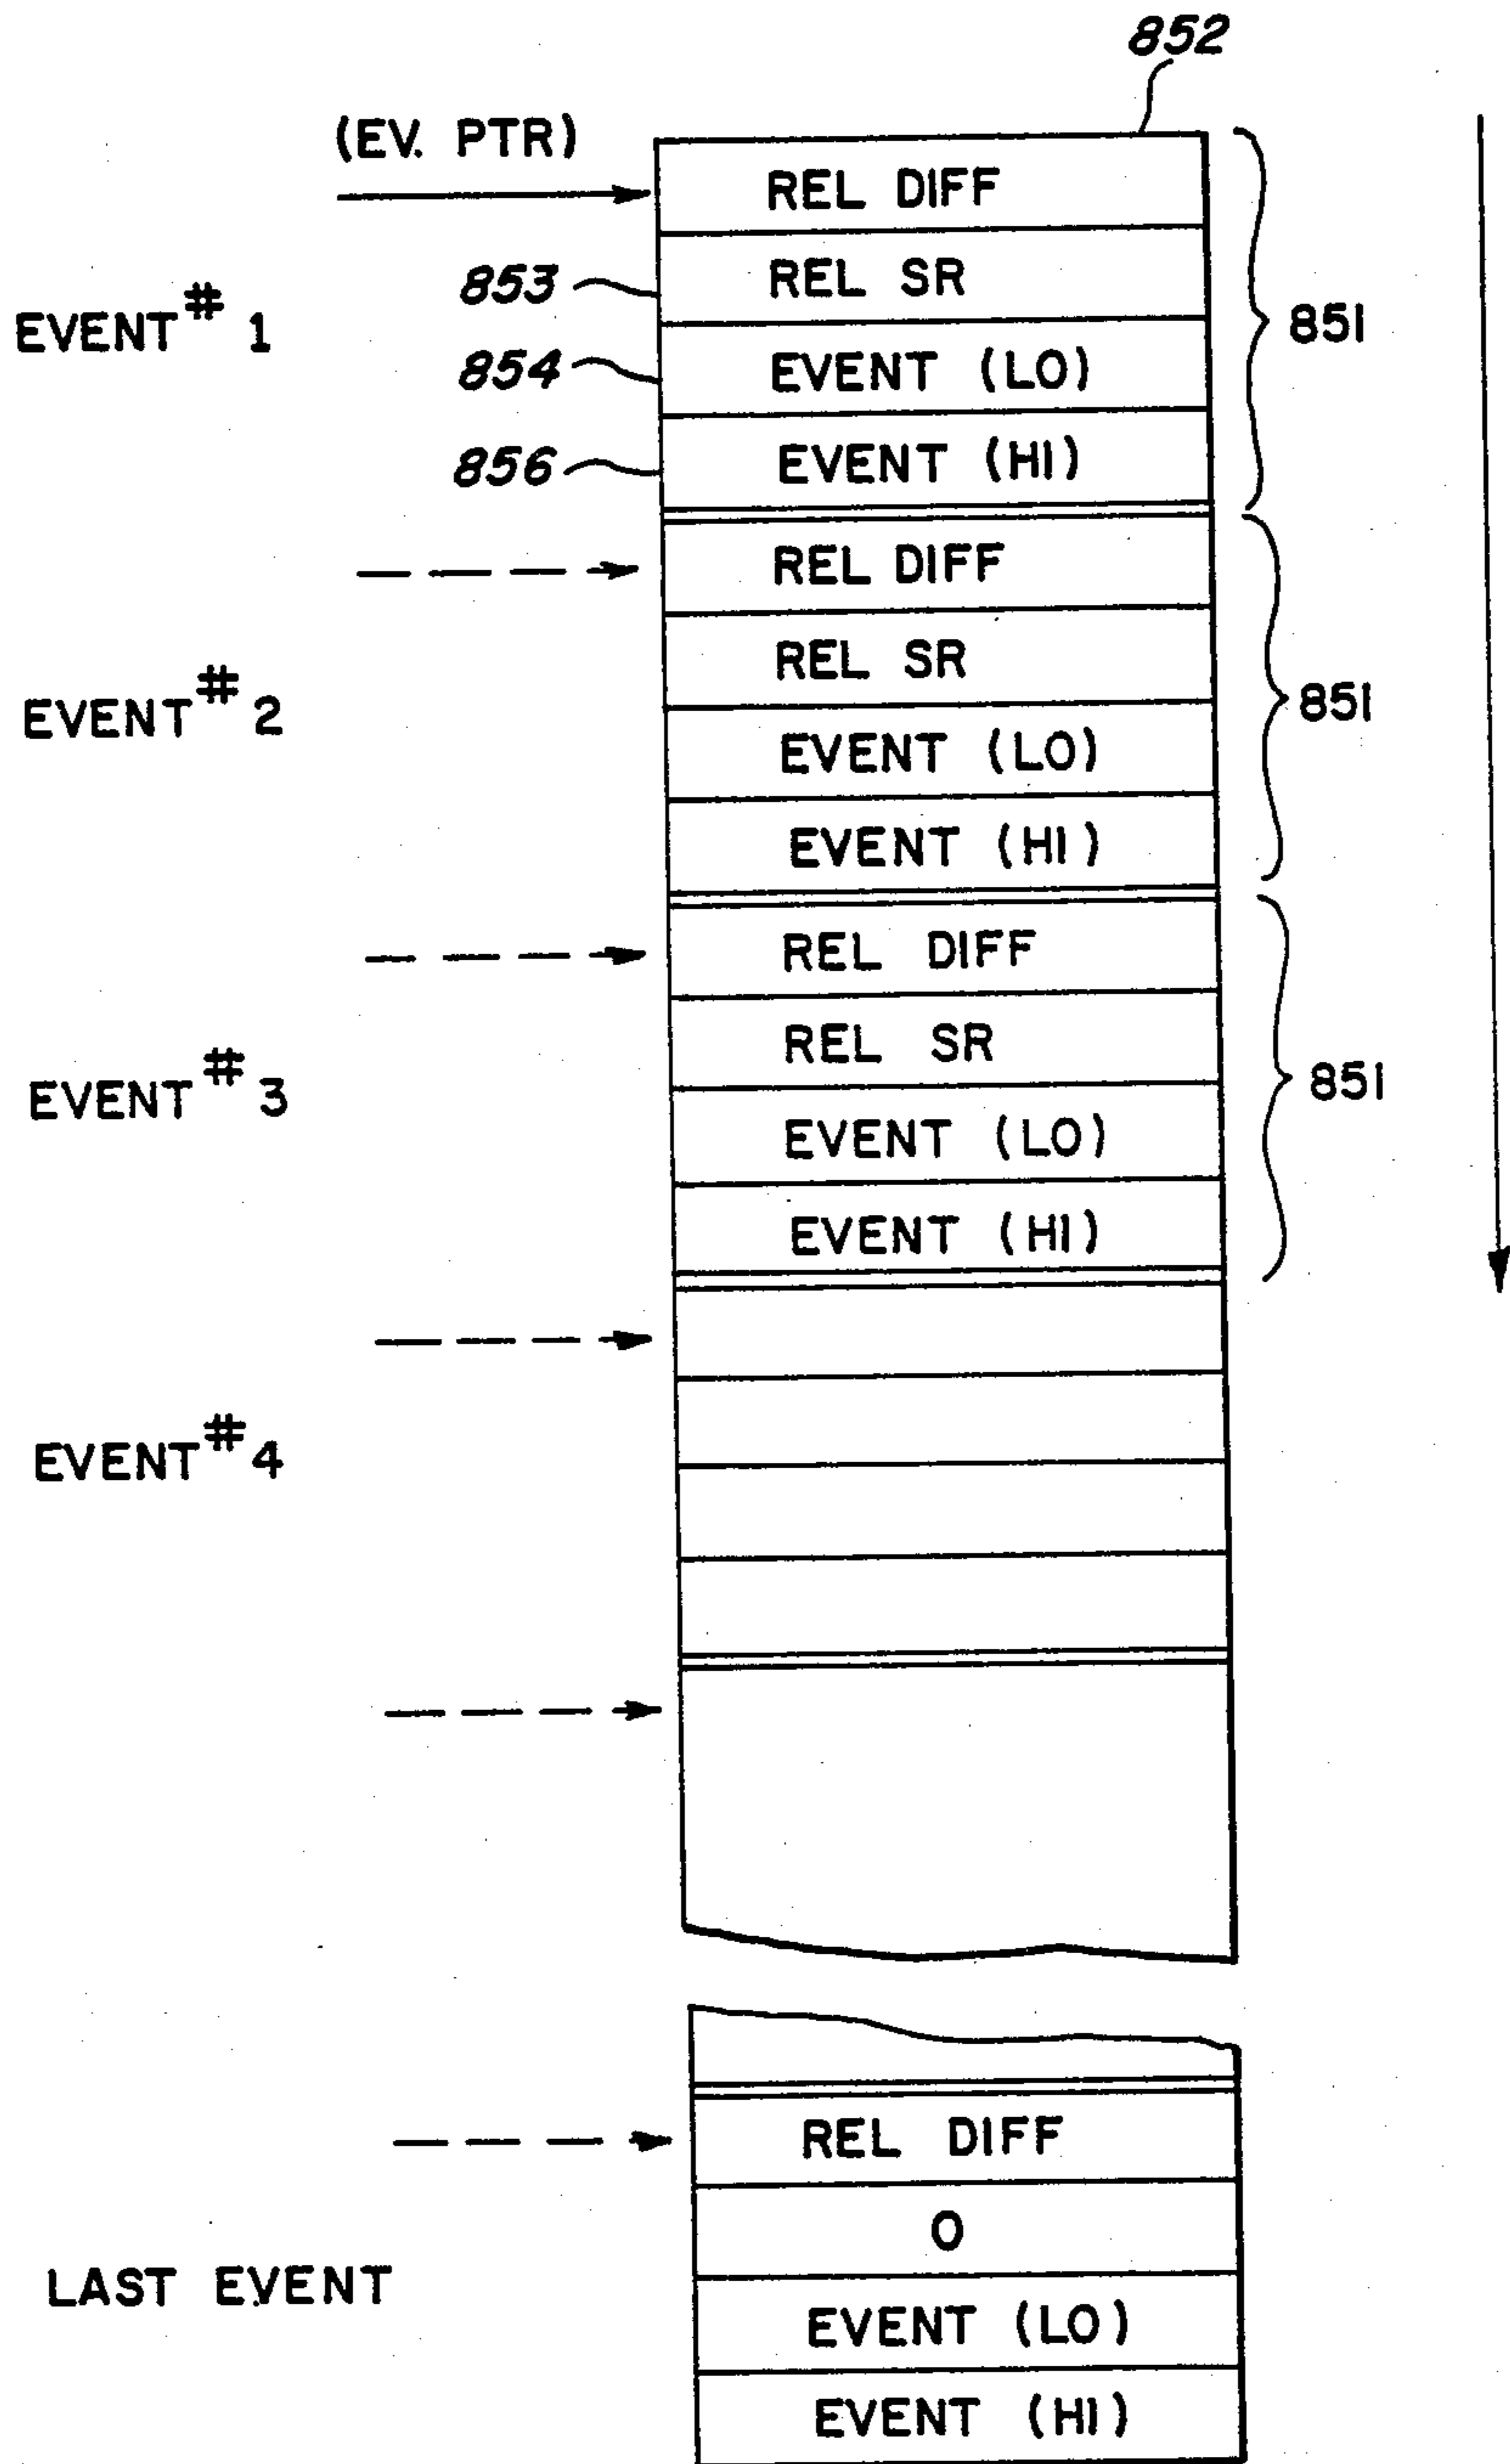 852
(EV. PTR)
REL DIFF
853
REL SR
EVENT # 1
851
854
EVENT (LO)
856
EVENT (HI)
REL DIFF
REL SR
EVENT # 2
851
EVENT (LO)
EVENT (HI)
REL DIFF
REL SR
EVENT # 3
851
EVENT (LO)
EVENT (HI)
EVENT # 4
REL DIFF
0
LAST EVENT
EVENT (LO)
EVENT (HI)